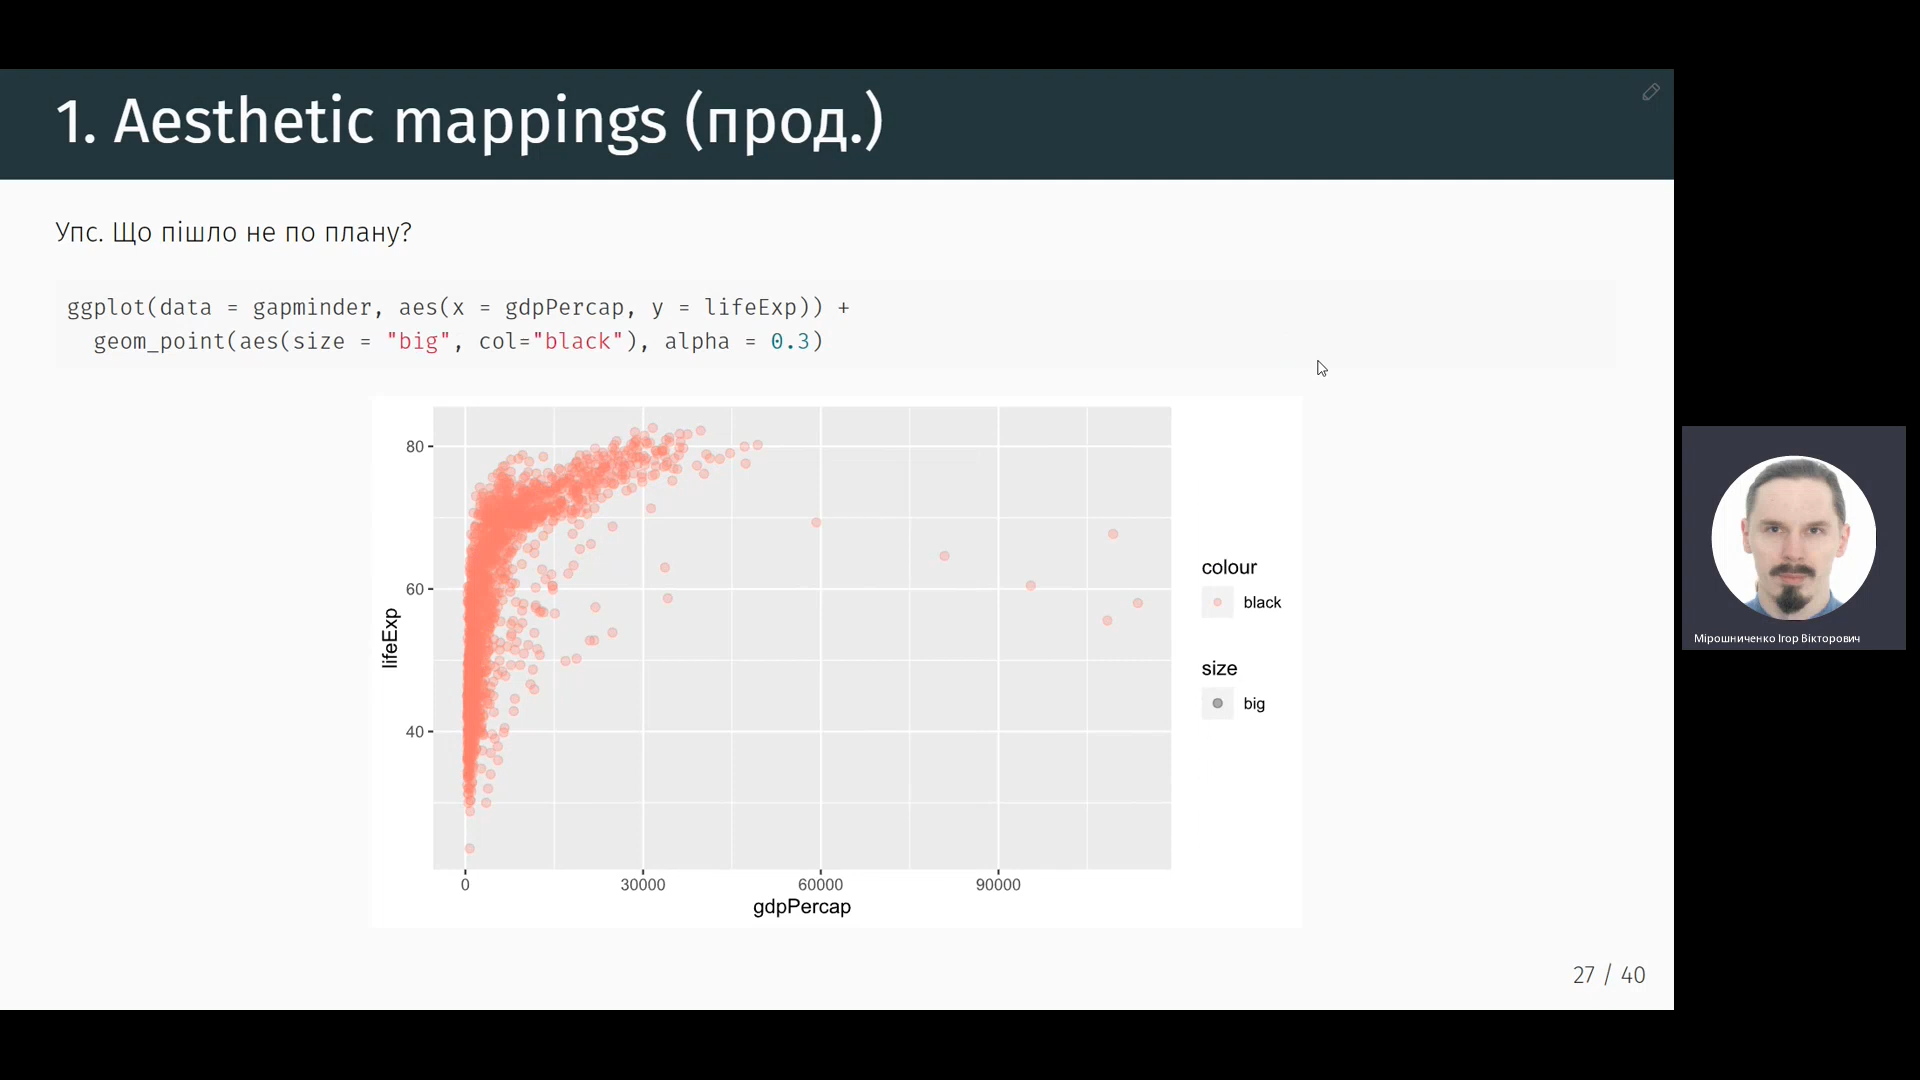 1. Aesthetic mappings (прод.)
Упс. Що пішло не по плану?
ggplot(data = gapminder, aes(x = gdpPercap, y = lifeExp)) +
geom_point(aes(size = "big", col="black"), alpha = 0.3)
80
60
40
lifeExp
0
30000
60000
90000
gdpPercap
colour
black
size
big
27 / 40
Мірошниченко Ігор Вікторович